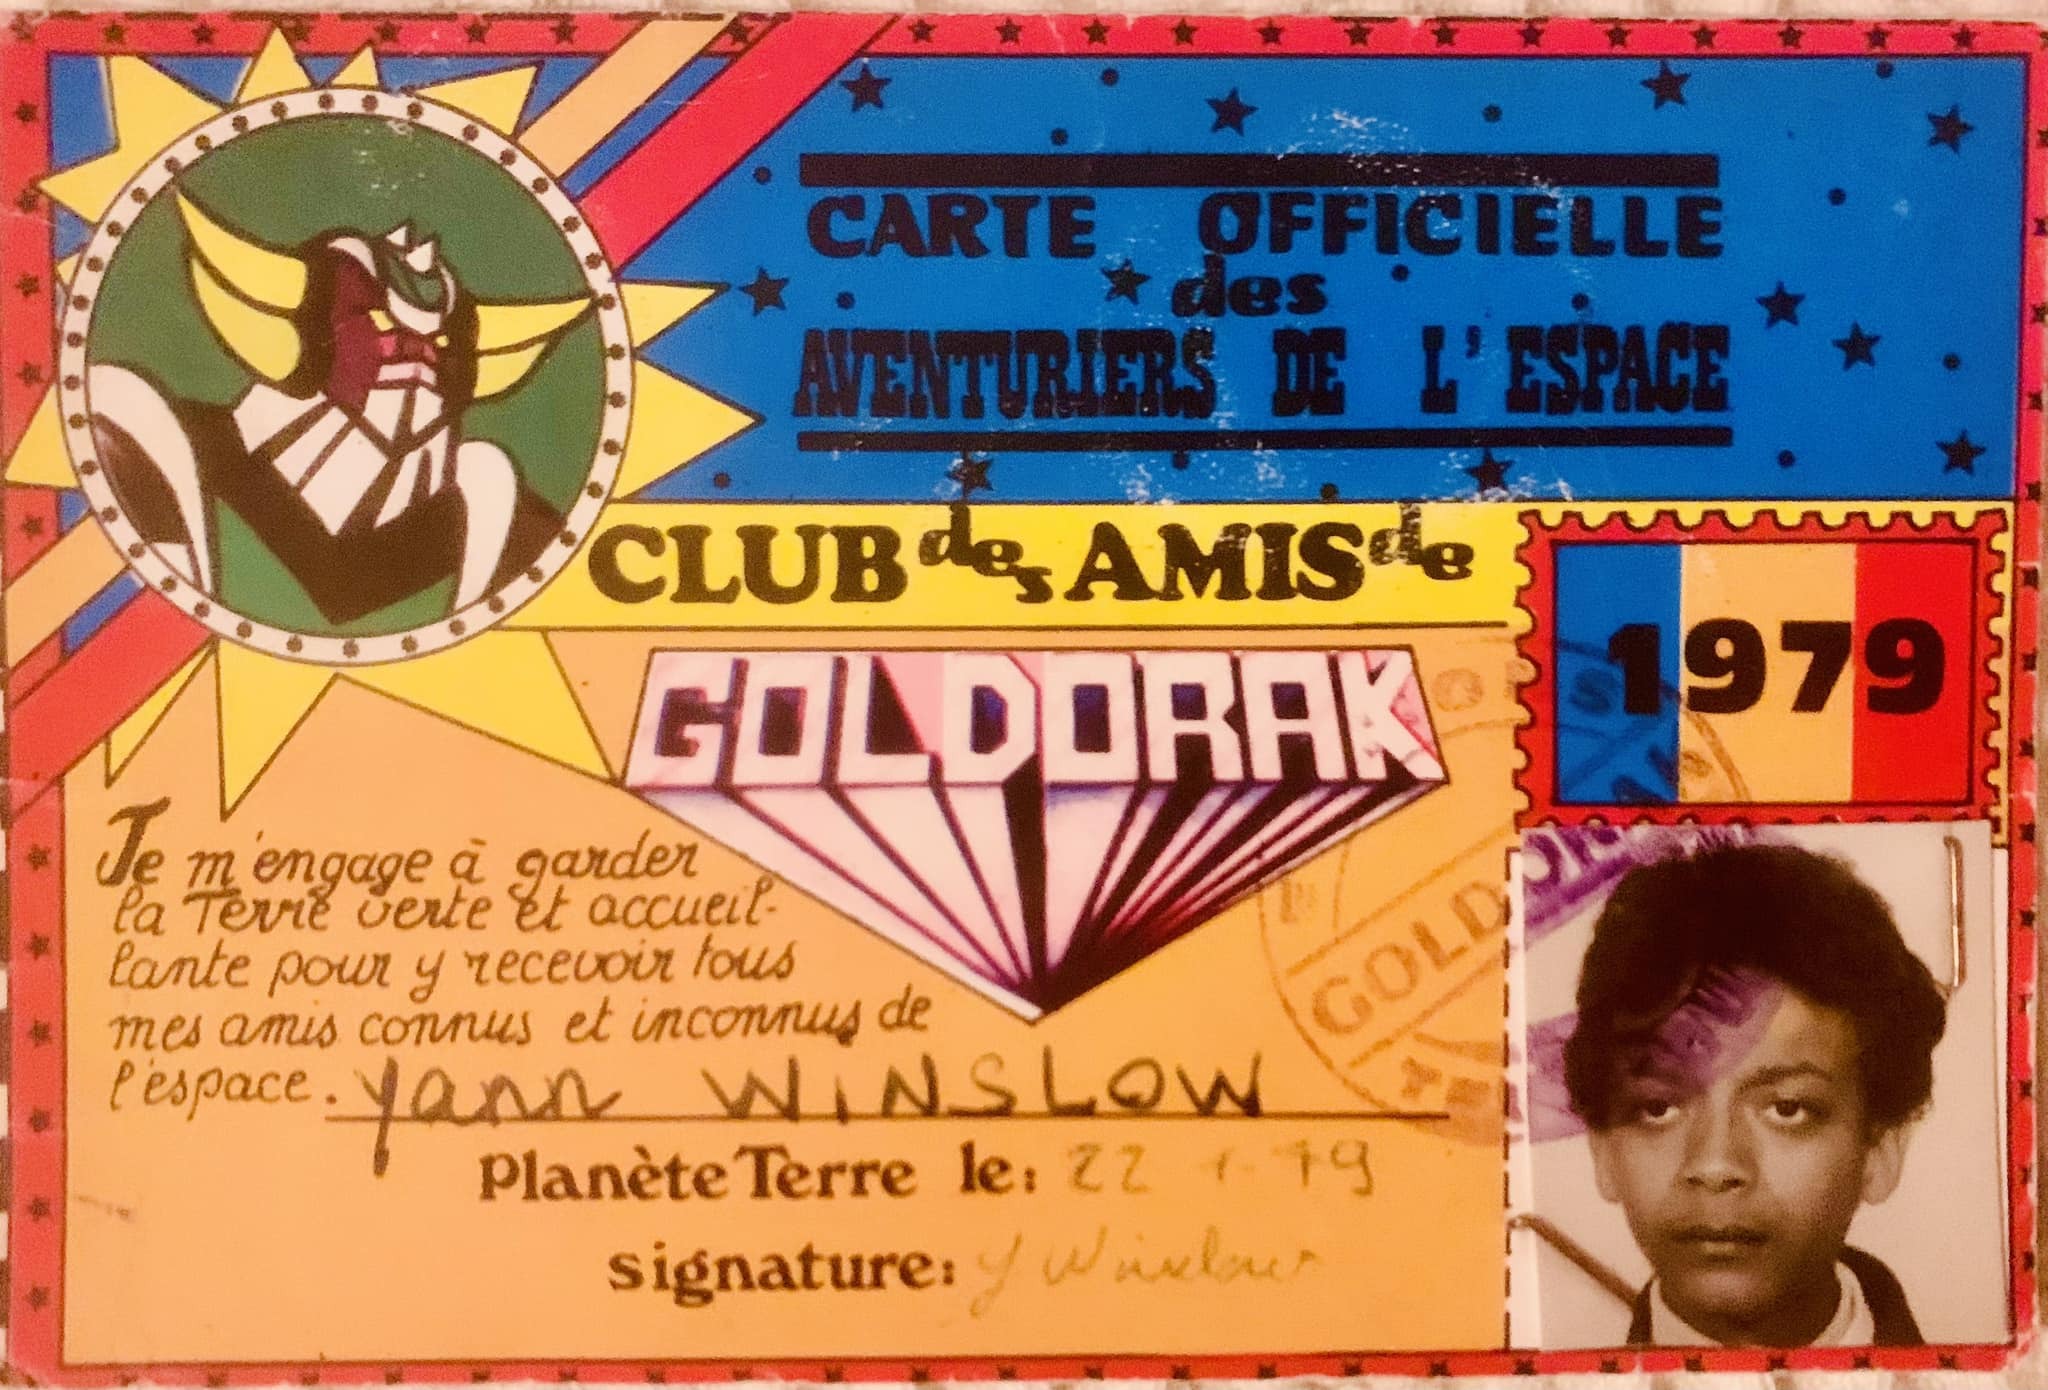 CARTE OFFICIELLE
des
AVENTURIERS DE L'ESPACE
CLUB des AMIS de
GOLDORAK
1979
Je m'engage à garder
la Terre verte et accueil-
lante pour y recevoir tous
mes amis connus et inconnus de
l'espace. yann WINSLOW
Planète Terre le: 22 1-79
signature: Y Winslow
GOLD